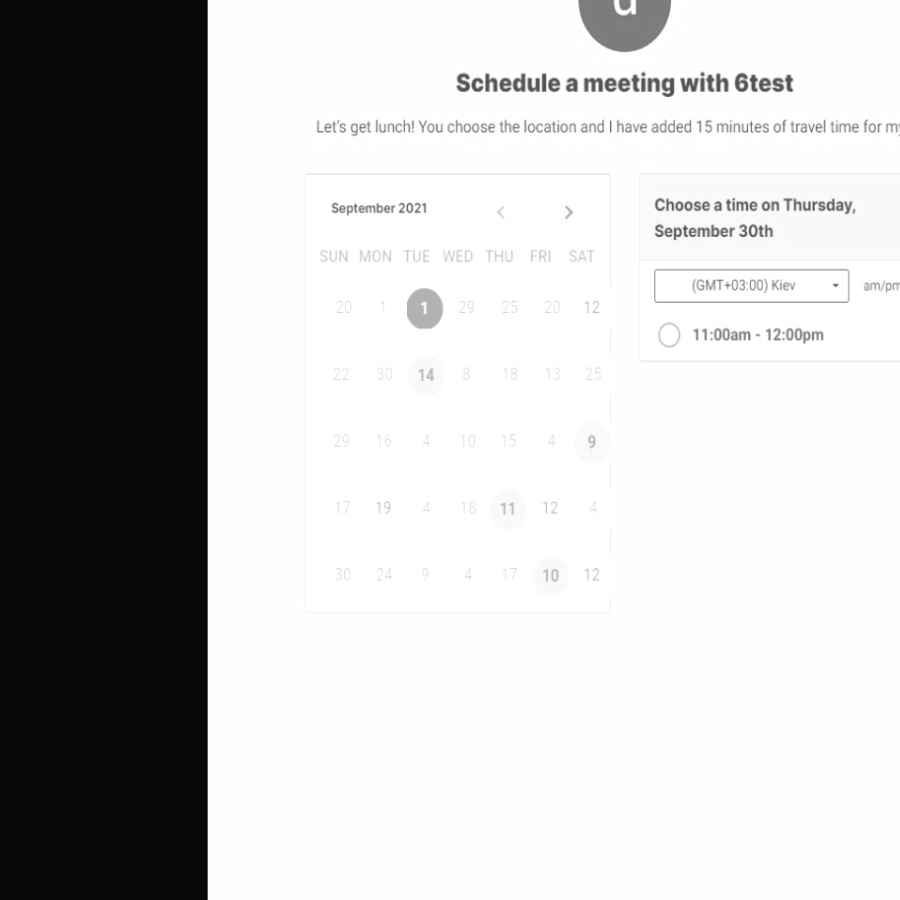 d
Schedule a meeting with 6test
Let's get lunch! You choose the location and I have added 15 minutes of travel time for
September 2021
SUN MON TUE WED THU FRI SAT
20 1 1 29 25 20 12
22 30 14 8 18 13 25
29 16 4 10 15 4 9
17 19 4 18 11 12 4
30 24 9 4 17 10 12
Choose a time on Thursday,
September 30th
(GMT+03:00) Kiev am/pm
11:00am - 12:00pm